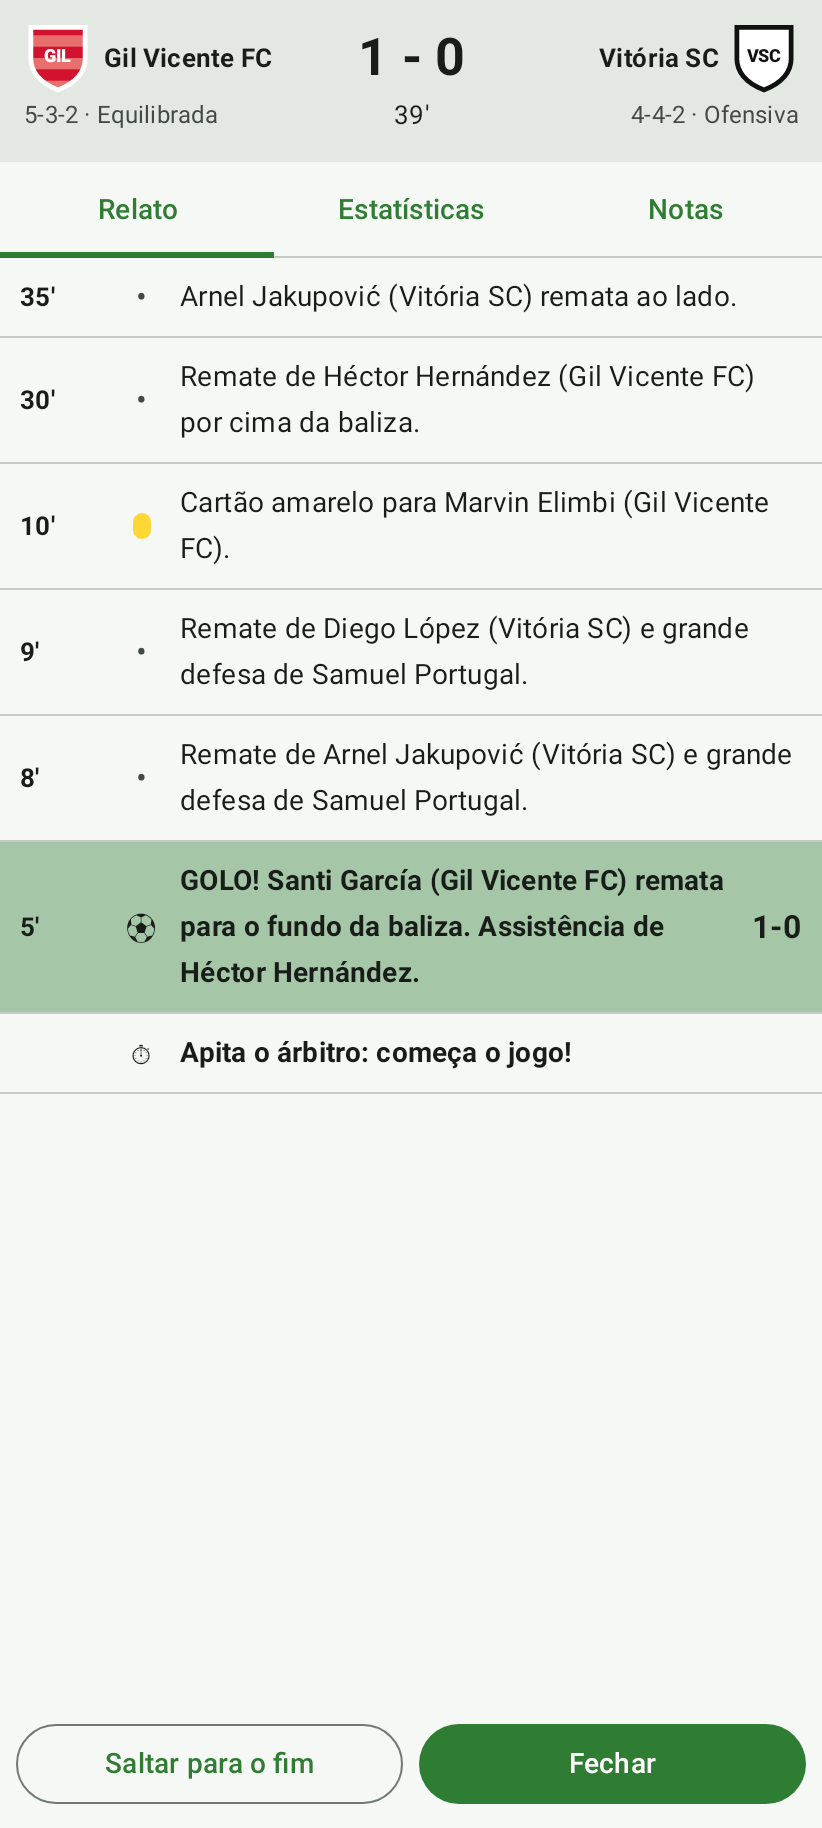 GIL
Gil Vicente FC
1 - 0
Vitória SC
VSC
5-3-2 · Equilibrada
39'
4-4-2 · Ofensiva
Relato
Estatísticas
Notas
35'
Arnel Jakupović (Vitória SC) remata ao lado.
30'
Remate de Héctor Hernández (Gil Vicente FC)
por cima da baliza.
10'
Cartão amarelo para Marvin Elimbi (Gil Vicente
FC).
9'
Remate de Diego López (Vitória SC) e grande
defesa de Samuel Portugal.
8'
Remate de Arnel Jakupović (Vitória SC) e grande
defesa de Samuel Portugal.
5'
GOLO! Santi García (Gil Vicente FC) remata
para o fundo da baliza. Assistência de
Héctor Hernández.
1-0
Apita o árbitro: começa o jogo!
Saltar para o fim
Fechar